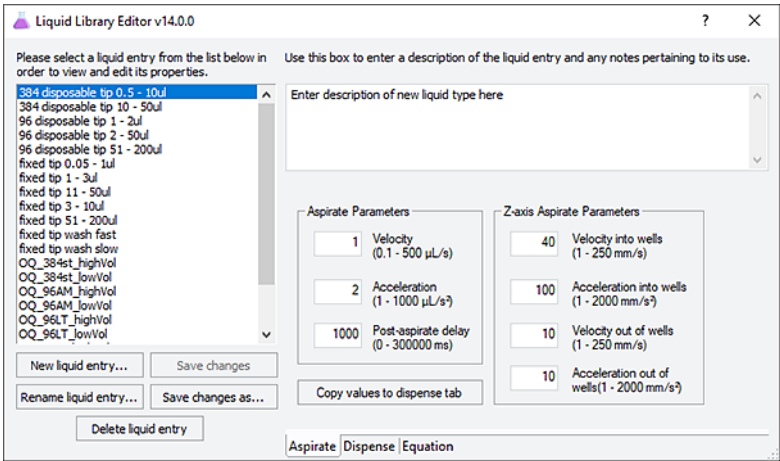 Liquid Library Editor v14.0.0
?
Please select a liquid entry from the list below in
order to view and edit its properties.
384 disposable tip 0.5 - 10ul
384 disposable tip 10 - 50ul
96 disposable tip 1 - 2ul
96 disposable tip 2 - 50ul
96 disposable tip 51 - 200ul
fixed tip 0.05 - 1ul
fixed tip 1 - 3ul
fixed tip 11 - 50ul
fixed tip 3 - 10ul
fixed tip 51 - 200ul
fixed tip wash fast
fixed tip wash slow
OQ_384st_highVol
OQ_384st_lowVol
OQ_96AM_highVol
OQ_96AM_lowVol
OQ_96LT_highVol
OQ_96LT_lowVol
New liquid entry...
Save changes
Rename liquid entry...
Save changes as...
Delete liquid entry
Use this box to enter a description of the liquid entry and any notes pertaining to its use.
Enter description of new liquid type here
Aspirate Parameters
1 Velocity
(0.1 - 500 µL/s)
2 Acceleration
(1 - 1000 µL/s²)
1000 Post-aspirate delay
(0 - 300000 ms)
Copy values to dispense tab
Z-axis Aspirate Parameters
40 Velocity into wells
(1 - 250 mm/s)
100 Acceleration into wells
(1 - 2000 mm/s²)
10 Velocity out of wells
(1 - 250 mm/s)
10 Acceleration out of
wells(1 - 2000 mm/s²)
Aspirate Dispense Equation